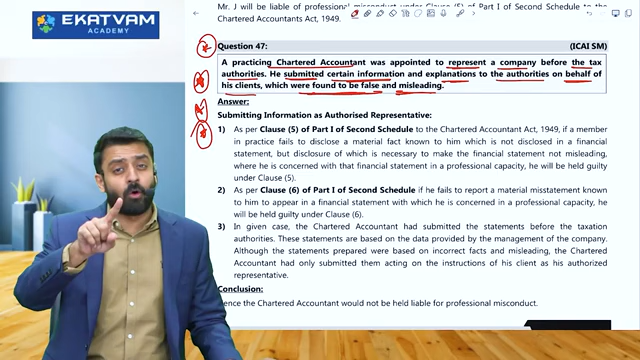 EKATVAM
ACADEMY
Mr. J will be liable of professional misconduct under Clause (5) of Part I of Second Schedule to the
Chartered Accountants Act, 1949.
Question 47: (ICAI SM)
A practicing Chartered Accountant was appointed to represent a company before the tax
authorities. He submitted certain information and explanations to the authorities on behalf of
his clients, which were found to be false and misleading.
Answer:
Submitting Information as Authorised Representative:
1) As per Clause (5) of Part I of Second Schedule to the Chartered Accountant Act, 1949, if a member
in practice fails to disclose a material fact known to him which is not disclosed in a financial
statement, but disclosure of which is necessary to make the financial statement not misleading,
where he is concerned with that financial statement in a professional capacity, he will be held guilty
under Clause (5).
2) As per Clause (6) of Part I of Second Schedule if he fails to report a material misstatement known
to him to appear in a financial statement with which he is concerned in a professional capacity, he
will be held guilty under Clause (6).
3) In given case, the Chartered Accountant had submitted the statements before the taxation
authorities. These statements are based on the data provided by the management of the company.
Although the statements prepared were based on incorrect facts and misleading, the Chartered
Accountant had only submitted them acting on the instructions of his client as his authorized
representative.
Conclusion:
Hence the Chartered Accountant would not be held liable for professional misconduct.